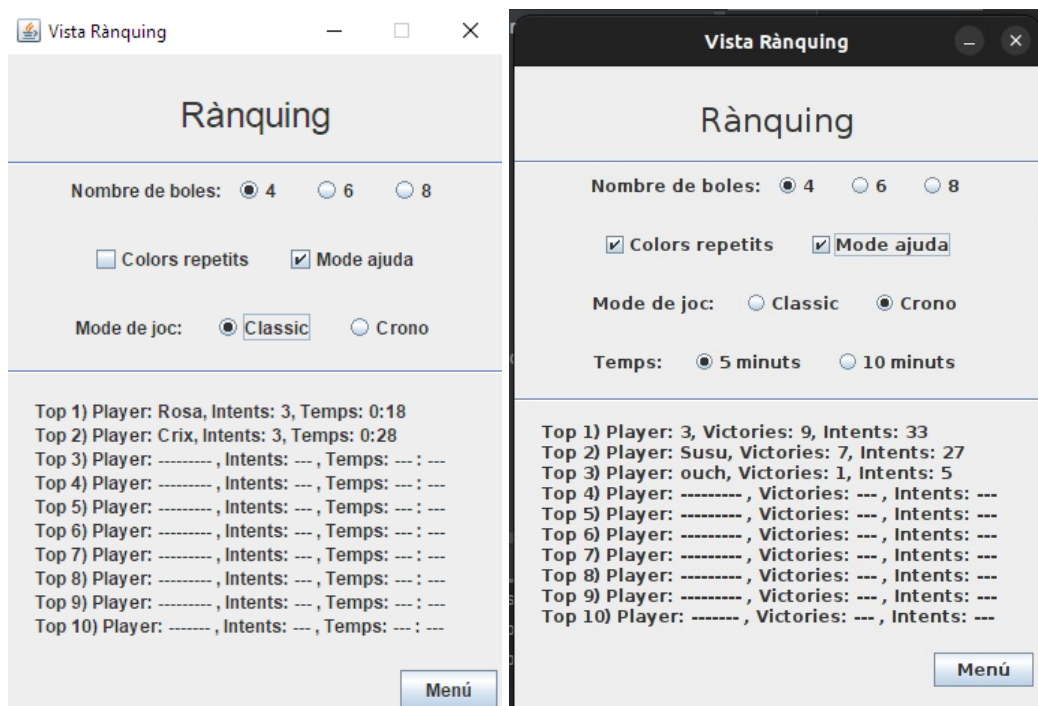 Vista Rànquing
Rànquing
Nombre de boles: 4 6 8
Colors repetits Mode ajuda
Mode de joc: Classic Crono
Top 1) Player: Rosa, Intents: 3, Temps: 0:18
Top 2) Player: Crix, Intents: 3, Temps: 0:28
Top 3) Player: --------- , Intents: --- , Temps: --- : ---
Top 4) Player: --------- , Intents: --- , Temps: --- : ---
Top 5) Player: --------- , Intents: --- , Temps: --- : ---
Top 6) Player: --------- , Intents: --- , Temps: --- : ---
Top 7) Player: --------- , Intents: --- , Temps: --- : ---
Top 8) Player: --------- , Intents: --- , Temps: --- : ---
Top 9) Player: --------- , Intents: --- , Temps: --- : ---
Top 10) Player: ------- , Intents: --- , Temps: --- : ---
Menú
Vista Rànquing
Rànquing
Nombre de boles: 4 6 8
Colors repetits Mode ajuda
Mode de joc: Classic Crono
Temps: 5 minuts 10 minuts
Top 1) Player: 3, Victories: 9, Intents: 33
Top 2) Player: Susu, Victories: 7, Intents: 27
Top 3) Player: ouch, Victories: 1, Intents: 5
Top 4) Player: --------- , Victories: --- , Intents: ---
Top 5) Player: --------- , Victories: --- , Intents: ---
Top 6) Player: --------- , Victories: --- , Intents: ---
Top 7) Player: --------- , Victories: --- , Intents: ---
Top 8) Player: --------- , Victories: --- , Intents: ---
Top 9) Player: --------- , Victories: --- , Intents: ---
Top 10) Player: ------- , Victories: --- , Intents: ---
Menú